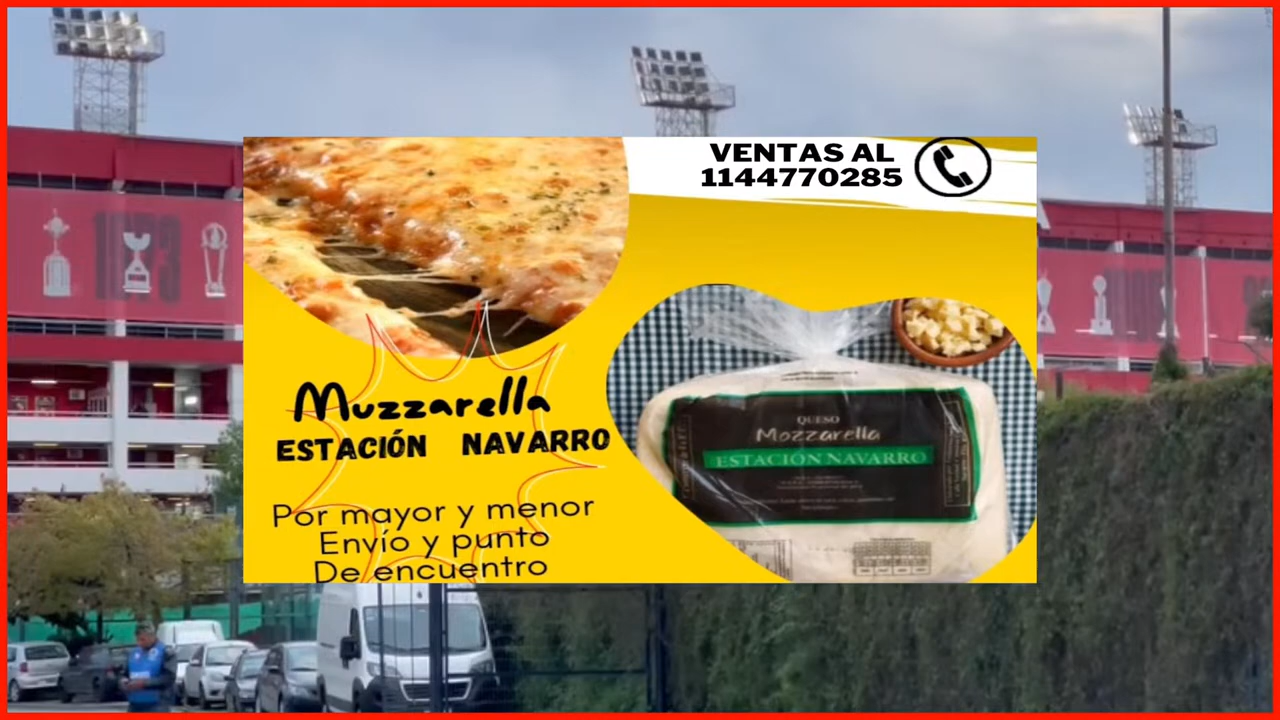 VENTAS AL
1144770285
Muzzarella
ESTACIÓN NAVARRO
Por mayor y menor
Envío y punto
De encuentro
QUESO
Mozzarella
ESTACIÓN NAVARRO